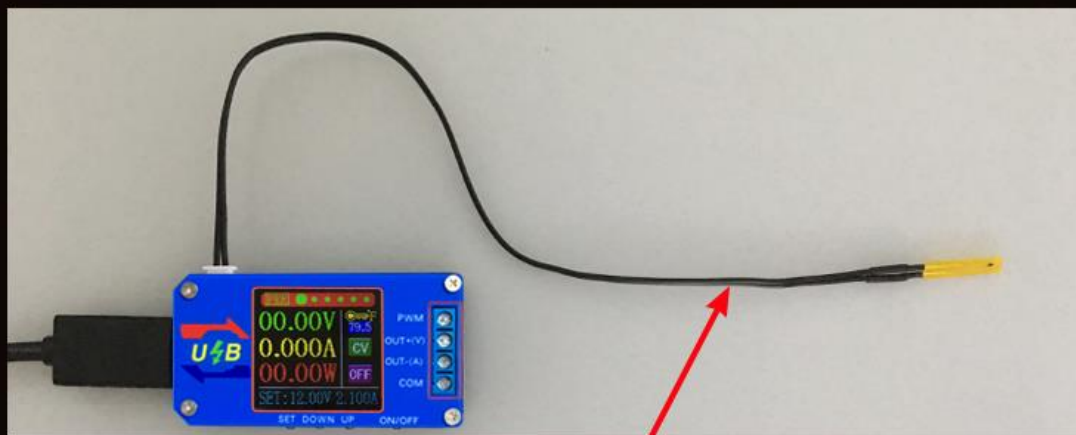 00.00V
0.000A
00.00W
°F
79.5
CV
OFF
SET:12.00V 2.100A
USB
PWM
OUT+(V)
OUT-(A)
COM
SET DOWN UP ON/OFF